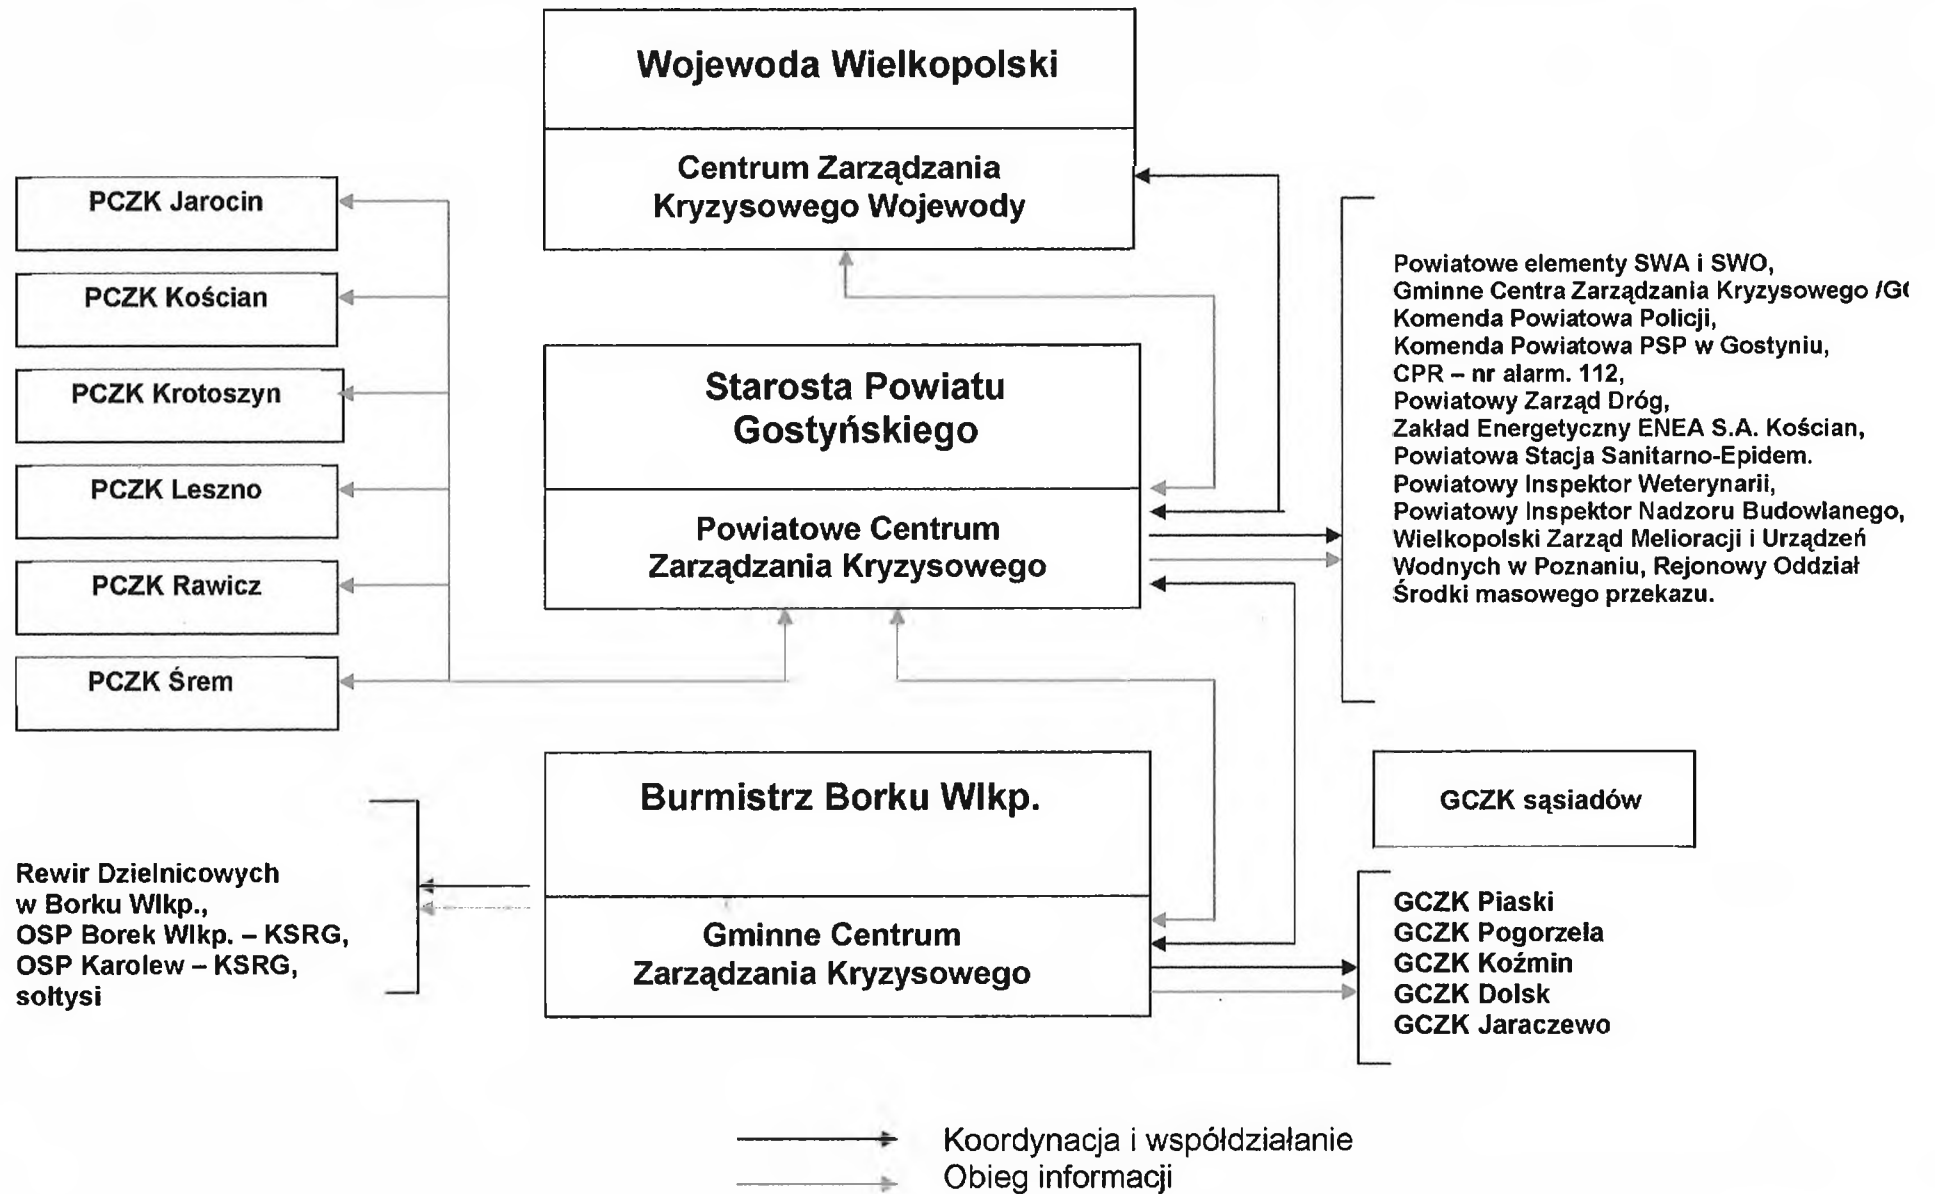 Wojewoda Wielkopolski
Centrum Zarządzania
Kryzysowego Wojewody
PCZK Jarocin
PCZK Kościan
PCZK Krotoszyn
PCZK Leszno
PCZK Rawicz
PCZK Śrem
Starosta Powiatu
Gostyńskiego
Powiatowe Centrum
Zarządzania Kryzysowego
Powiatowe elementy SWA i SWO,
Gminne Centra Zarządzania Kryzysowego
Komenda Powiatowa Policji,
Komenda Powiatowa PSP w Gostyniu,
CPR – nr alarm. 112,
Powiatowy Zarząd Dróg,
Zakład Energetyczny ENEA S.A. Kościan,
Powiatowa Stacja Sanitarno-Epidem.
Powiatowy Inspektor Weterynarii,
Powiatowy Inspektor Nadzoru Budowlanego,
Wielkopolski Zarząd Melioracji i Urządzeń
Wodnych w Poznaniu, Rejonowy Oddział
Środki masowego przekazu.
Burmistrz Borku Wlkp.
Gminne Centrum
Zarządzania Kryzysowego
Rewir Dzielnicowych
w Borku Wlkp.,
OSP Borek Wlkp. – KSRG,
OSP Karolew – KSRG,
sołtysi
GCZK sąsiadów
GCZK Piaski
GCZK Pogorzela
GCZK Koźmin
GCZK Dolsk
GCZK Jaraczewo
Koordynacja i współdziałanie
Obieg informacji